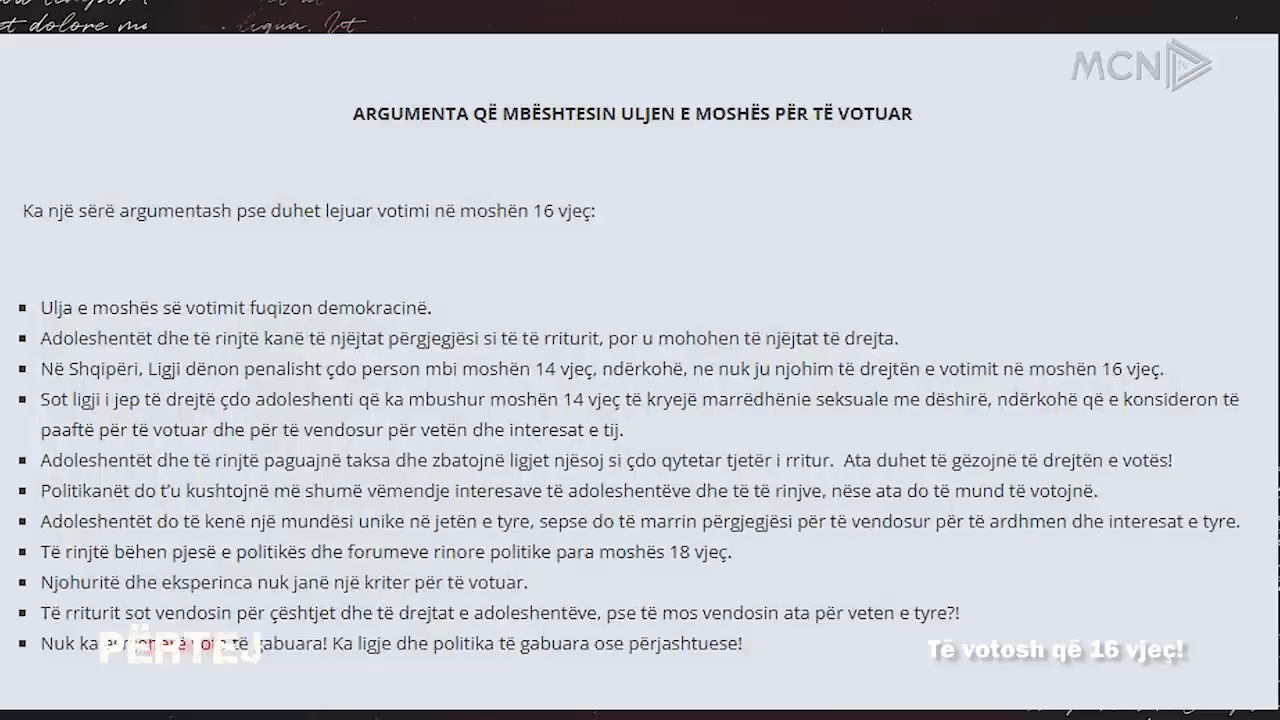 et dolore
MCN
ARGUMENTA QË MBËSHTESIN ULJEN E MOSHËS PËR TË VOTUAR
Ka një sërë argumentash pse duhet lejuar votimi në moshën 16 vjeç:
Ulja e moshës së votimit fuqizon demokracinë.
Adoleshentët dhe të rinjtë kanë të njëjtat përgjegjësi si të të rriturit, por u mohohen të njëjtat të drejta.
Në Shqipëri, Ligji dënon penalisht çdo person mbi moshën 14 vjeç, ndërkohë, ne nuk ju njohim të drejtën e votimit në moshën 16 vjeç.
Sot ligji i jep të drejtë çdo adoleshenti që ka mbushur moshën 14 vjeç të kryejë marrëdhënie seksuale me dëshirë, ndërkohë që e konsideron të
paaftë për të votuar dhe për të vendosur për vetën dhe interesat e tij.
Adoleshentët dhe të rinjtë paguajnë taksa dhe zbatojnë ligjet njësoj si çdo qytetar tjetër i rritur. Ata duhet të gëzojnë të drejtën e votës!
Politikanët do t’u kushtojnë më shumë vëmendje interesave të adoleshentëve dhe të të rinjve, nëse ata do të mund të votojnë.
Adoleshentët do të kenë një mundësi unike në jetën e tyre, sepse do të marrin përgjegjësi për të vendosur për të ardhmen dhe interesat e tyre.
Të rinjtë bëhen pjesë e politikës dhe forumeve rinore politike para moshës 18 vjeç.
Njohuritë dhe eksperinca nuk janë një kriter për të votuar.
Të rriturit sot vendosin për çështjet dhe të drejtat e adoleshentëve, pse të mos vendosin ata për veten e tyre?!
Nuk ka të gabuara! Ka ligje dhe politika të gabuara ose përjashtuese!
PËRTEJ
Të votosh që 16 vjeç!